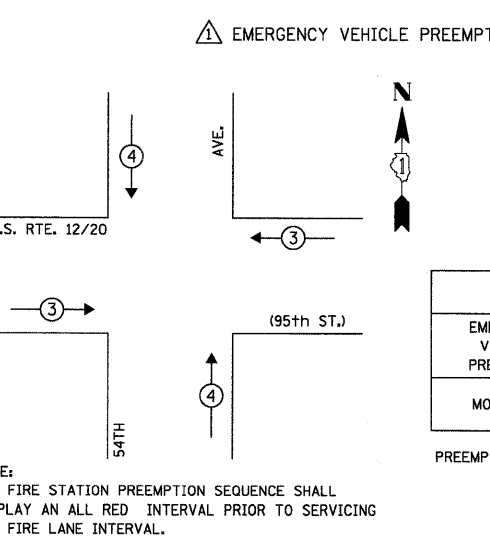 1 EMERGENCY VEHICLE PREEMPT
N
1
4
AVE.
.S. RTE. 12/20
3
3
(95th ST.)
4
54TH
EM
V
PRE
MO
PREEMP
E:
FIRE STATION PREEMPTION SEQUENCE SHALL
PLAY AN ALL RED INTERVAL PRIOR TO SERVICING
FIRE LANE INTERVAL.